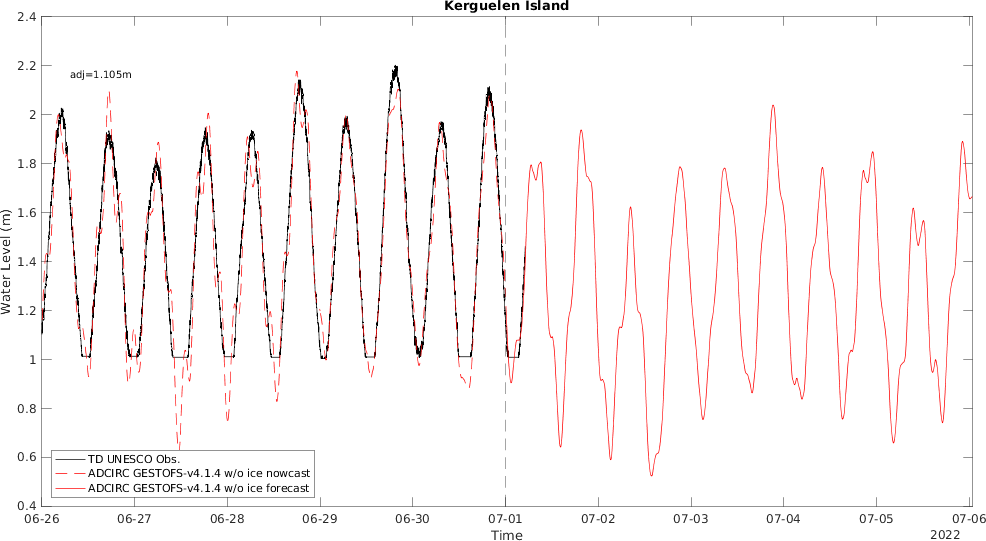 Kerguelen Island
2.4
2.2
2
1.8
1.6
1.4
1.2
1
0.8
0.6
0.4
Water Level (m)
adj=1.105m
TD UNESCO Obs.
ADCIRC GESTOFS-v4.1.4 w/o ice nowcast
ADCIRC GESTOFS-v4.1.4 w/o ice forecast
06-26 06-27 06-28 06-29 06-30 07-01 07-02 07-03 07-04 07-05 07-06
Time
2022